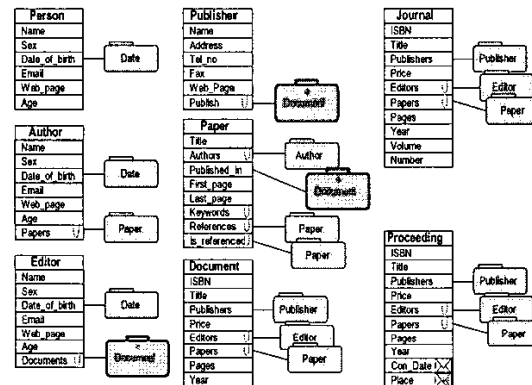 Person
Name
Sex
Date_of_birth
Email
Web_page
Age
Date
Author
Name
Sex
Date_of_birth
Email
Web_page
Age
Papers
Date
Paper
Editor
Name
Sex
Date_of_birth
Email
Web_page
Age
Documents
Date
Document
Publisher
Name
Address
Tel_no
Fax
Web_Page
Publish
Document
Paper
Title
Authors
Published_in
First_page
Last_page
Keywords
References
is_referenced
Author
Document
Paper
Paper
Document
ISBN
Title
Publishers
Price
Editors
Papers
Pages
Year
Publisher
Editor
Paper
Journal
ISBN
Title
Publishers
Price
Editors
Papers
Pages
Year
Volume
Number
Publisher
Editor
Paper
Proceeding
ISBN
Title
Publishers
Price
Editors
Papers
Pages
Year
Con_Date
Place
Publisher
Editor
Paper